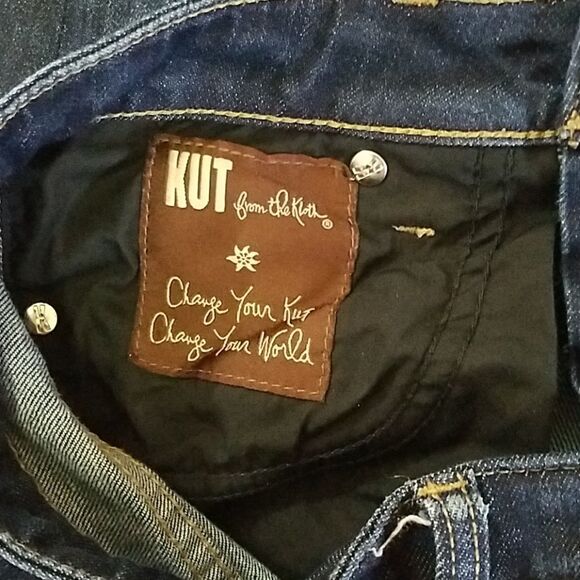 KUT from the Kloth ®
Change Your Kut
Change Your World